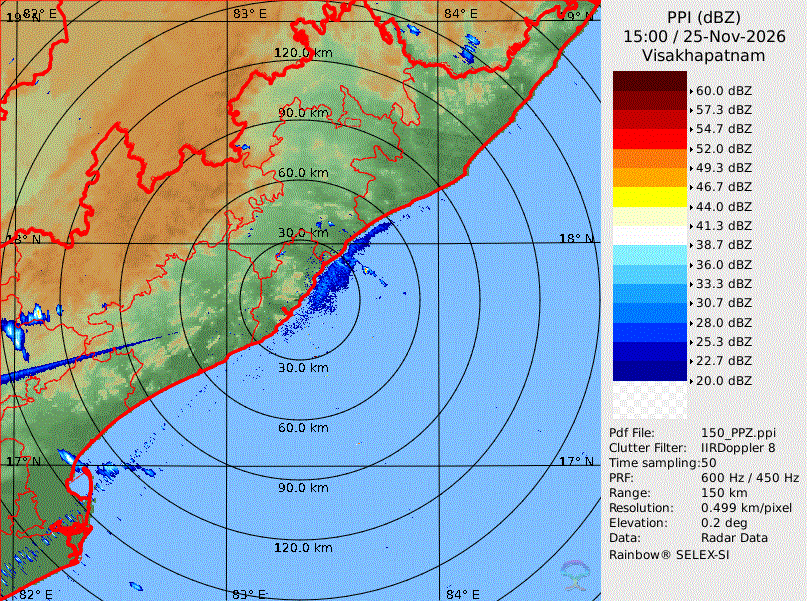 82° E
83° E
84° E
19° N
19° N
120.0 km
90.0 km
60.0 km
30.0 km
18° N
18° N
30.0 km
60.0 km
17° N
17° N
90.0 km
120.0 km
82° E
83° E
84° E
PPI (dBZ)
15:00 / 25-Nov-2026
Visakhapatnam
60.0 dBZ
57.3 dBZ
54.7 dBZ
52.0 dBZ
49.3 dBZ
46.7 dBZ
44.0 dBZ
41.3 dBZ
38.7 dBZ
36.0 dBZ
33.3 dBZ
30.7 dBZ
28.0 dBZ
25.3 dBZ
22.7 dBZ
20.0 dBZ
Pdf File: 150_PPZ.ppi
Clutter Filter: IIRDoppler 8
Time sampling:50
PRF: 600 Hz / 450 Hz
Range: 150 km
Resolution: 0.499 km/pixel
Elevation: 0.2 deg
Data: Radar Data
Rainbow® SELEX-SI